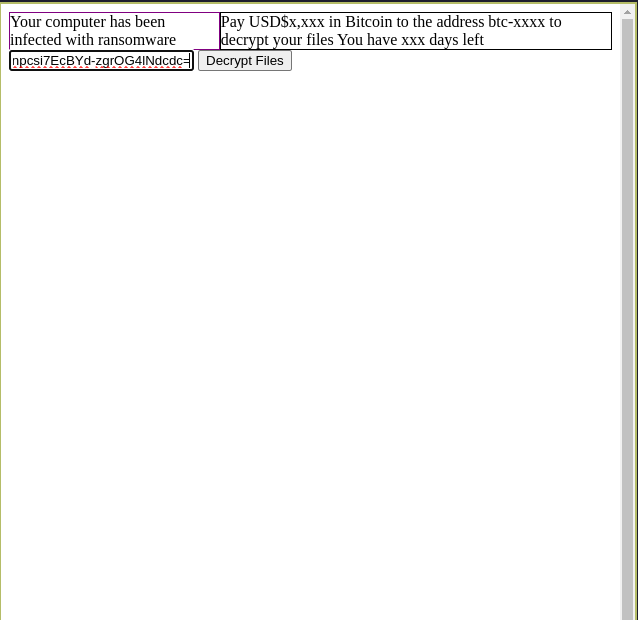 Your computer has been
infected with ransomware
Pay USD$x,xxx in Bitcoin to the address btc-xxxx to
decrypt your files You have xxx days left
npcsi7EcBYd-zgrOG4lNdcdc=
Decrypt Files